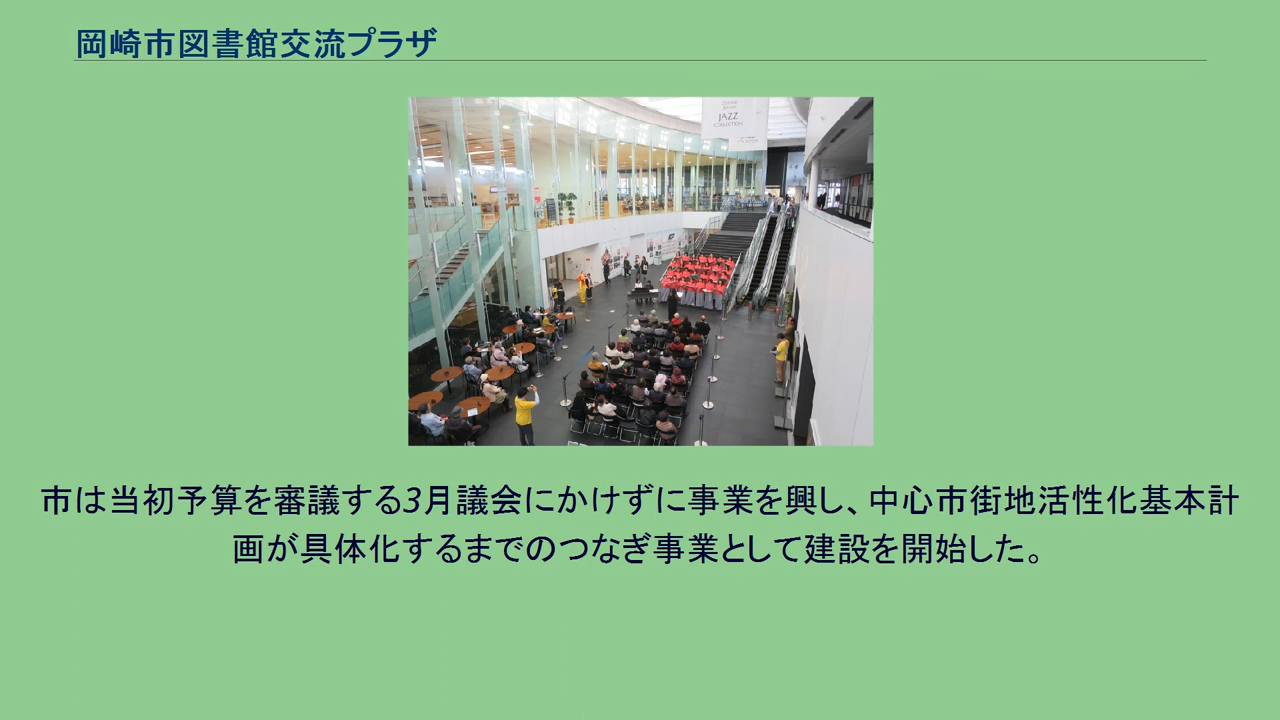 岡崎市図書館交流プラザ
JAZZ
COLLECTION
市は当初予算を審議する3月議会にかけずに事業を興し、中心市街地活性化基本計
画が具体化するまでのつなぎ事業として建設を開始した。